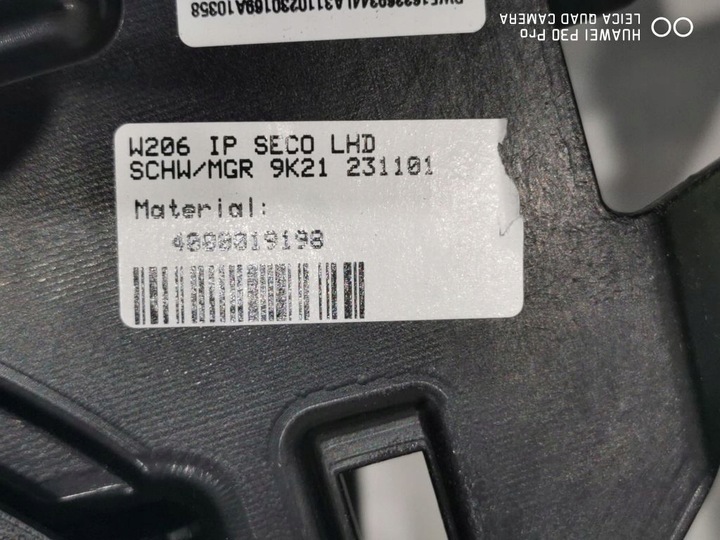 HUAWEI P30 Pro
LEICA QUAD CAMERA
W206 IP SECO LHD
SCHW/MGR 9K21 231101
Material:
4000019198